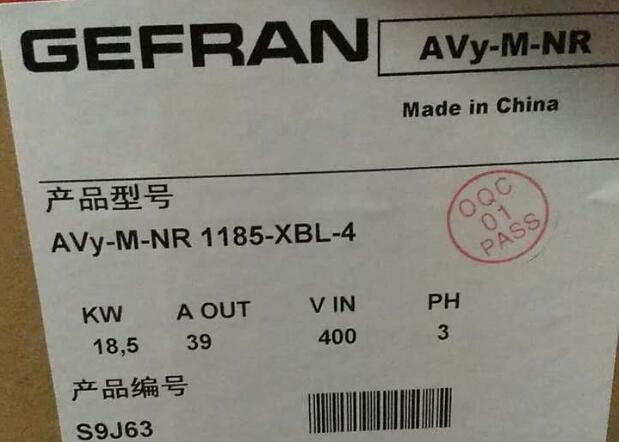 GEFRAN
AVy-M-NR
Made in China
产品型号
AVy-M-NR 1185-XBL-4
OQC
01
PASS
KW A OUT V IN PH
18,5 39 400 3
产品编号
S9J63